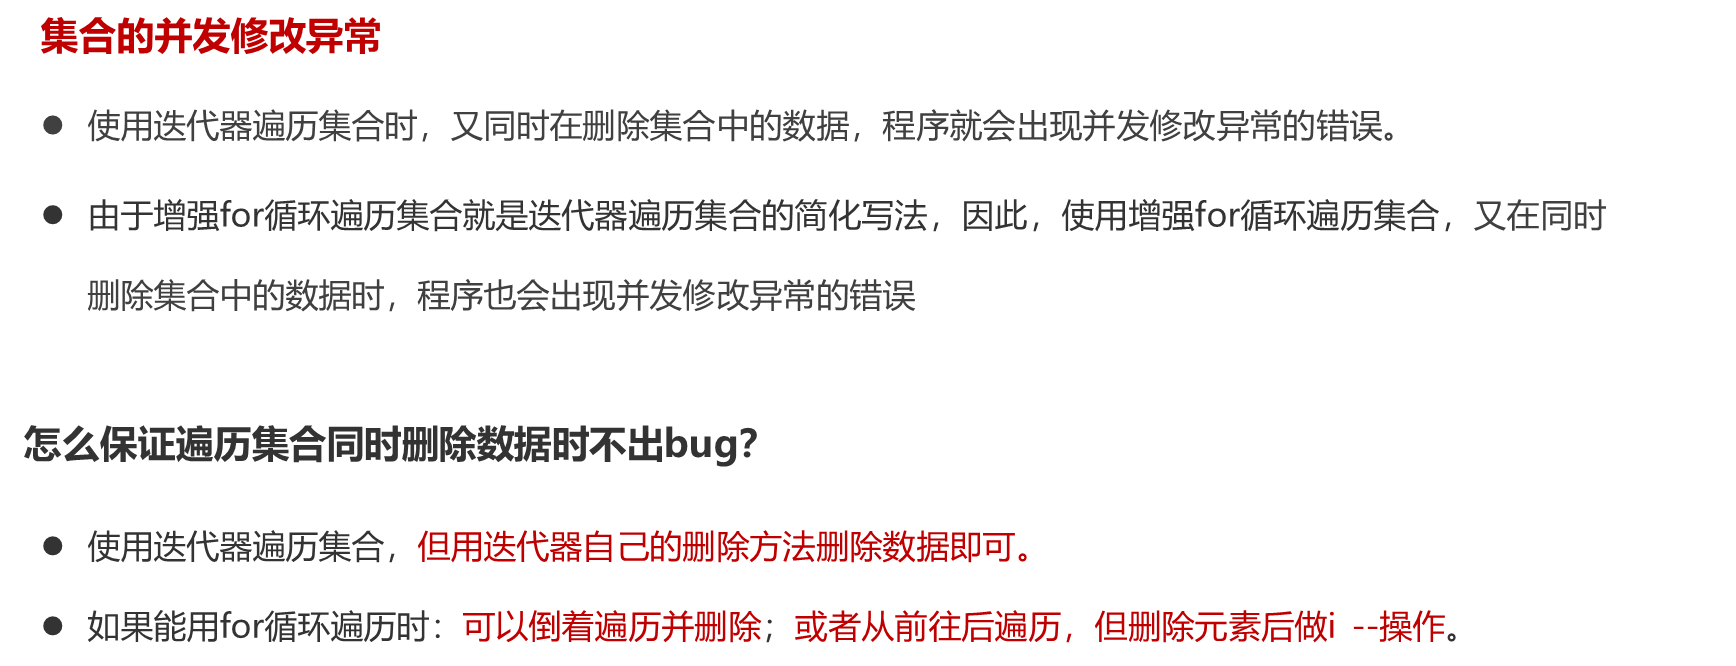 集合的并发修改异常
● 使用迭代器遍历集合时，又同时在删除集合中的数据，程序就会出现并发修改异常的错误。
● 由于增强for循环遍历集合就是迭代器遍历集合的简化写法，因此，使用增强for循环遍历集合，又在同时
删除集合中的数据时，程序也会出现并发修改异常的错误
怎么保证遍历集合同时删除数据时不出bug？
● 使用迭代器遍历集合，但用迭代器自己的删除方法删除数据即可。
● 如果能用for循环遍历时：可以倒着遍历并删除；或者从前往后遍历，但删除元素后做i --操作。